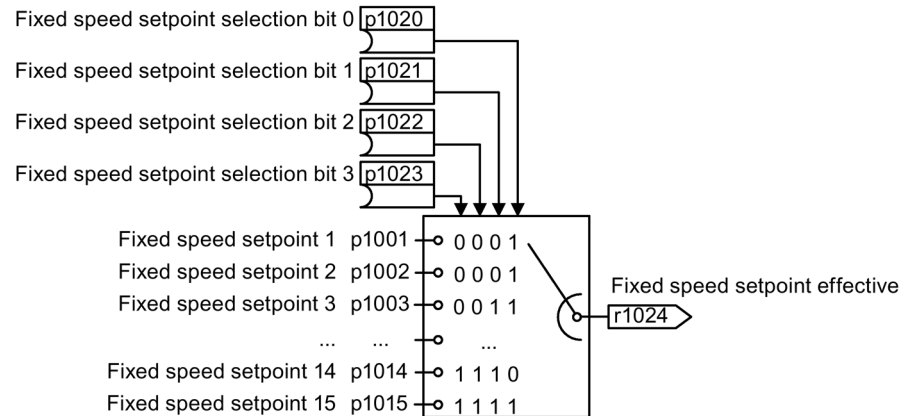 Fixed speed setpoint selection bit 0 p1020
Fixed speed setpoint selection bit 1 p1021
Fixed speed setpoint selection bit 2 p1022
Fixed speed setpoint selection bit 3 p1023
Fixed speed setpoint 1 p1001 0 0 0 1
Fixed speed setpoint 2 p1002 0 0 0 1
Fixed speed setpoint 3 p1003 0 0 1 1
... ... ...
Fixed speed setpoint 14 p1014 1 1 1 0
Fixed speed setpoint 15 p1015 1 1 1 1
Fixed speed setpoint effective
r1024